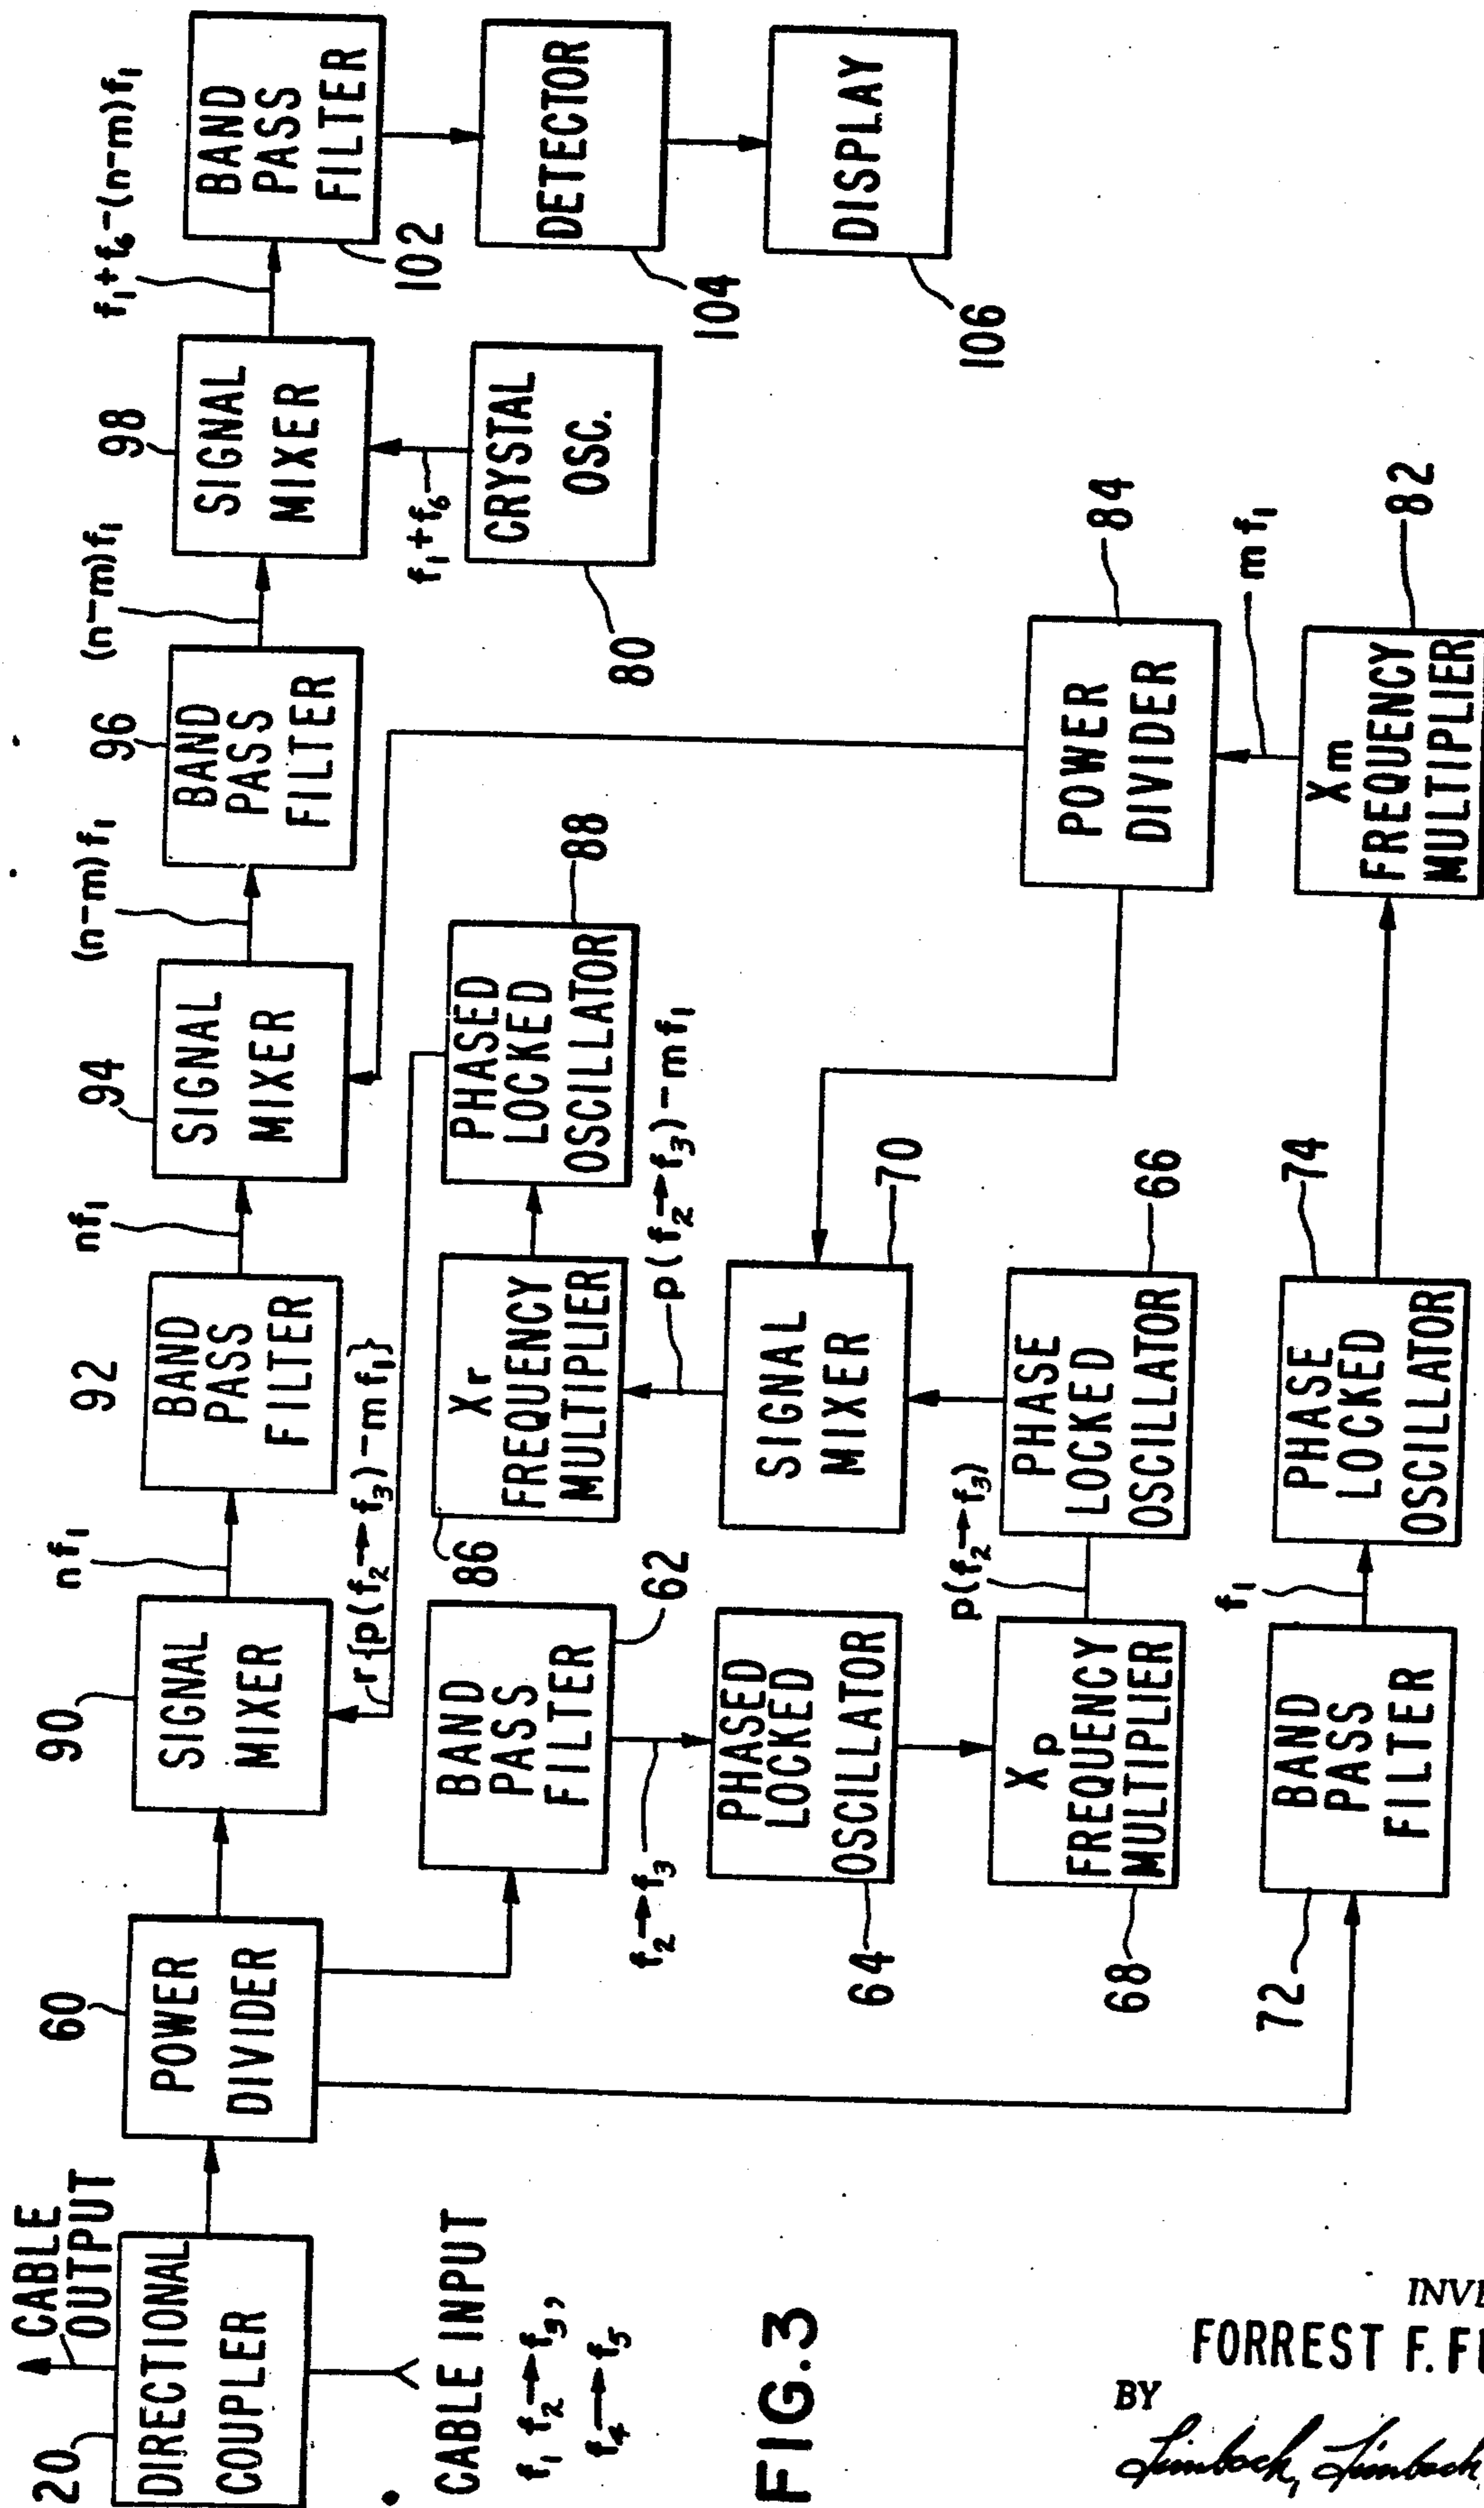 CABLE
OUTPUT
20
DIRECTIONAL
COUPLER
CABLE INPUT
f₁ f₂→f₃,
f₄→f₅
60
POWER
DIVIDER
90
SIGNAL
MIXER
nf₁
92
BAND
PASS
FILTER
nf₁
94
SIGNAL
MIXER
(n-m)f₁
96
BAND
PASS
FILTER
(n-m)f₁
98
SIGNAL
MIXER
f₁+f₆-(n-m)f₁
BAND
PASS
FILTER
102
r{p(f₂→f₃)-mf₁}
BAND
PASS
FILTER
62
86
Xr
FREQUENCY
MULTIPLIER
PHASED
LOCKED
OSCILLATOR
88
f₁+f₆
CRYSTAL
OSC.
80
DETECTOR
104
f₂→f₃
PHASED
LOCKED
OSCILLATOR
64
p(f₂→f₃)-mf₁
SIGNAL
MIXER
70
DISPLAY
106
XP
FREQUENCY
MULTIPLIER
68
p(f₂→f₃)
PHASE
LOCKED
OSCILLATOR
66
POWER
DIVIDER
84
72
BAND
PASS
FILTER
f₁
PHASE
LOCKED
OSCILLATOR
74
mf₁
Xm
FREQUENCY
MULTIPLIER
82
FIG.3
FORREST F.
BY
Limbach, Limbach